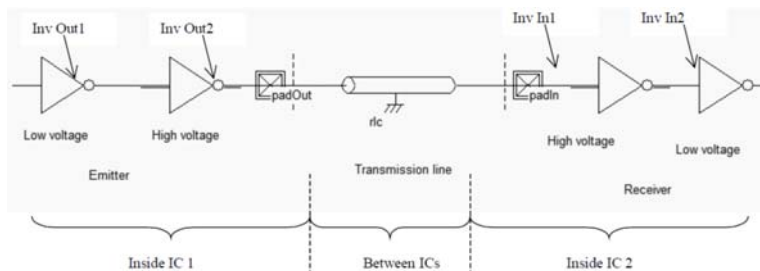 Inv Out1
Inv Out2
Inv In1
Inv In2
padOut
rlc
padIn
Low voltage
High voltage
High voltage
Low voltage
Emitter
Transmission line
Receiver
Inside IC 1
Between ICs
Inside IC 2